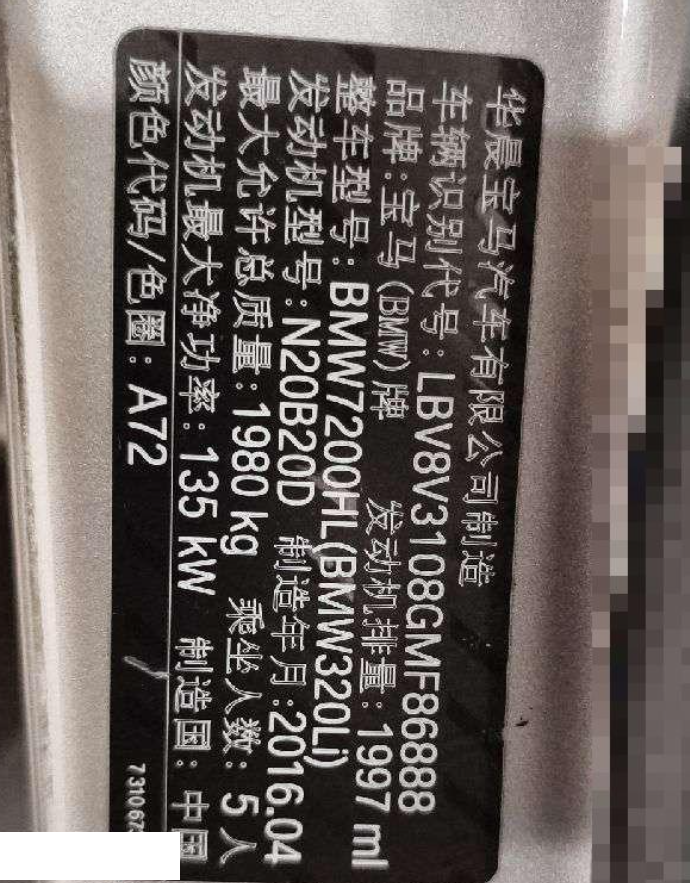 华晨宝马汽车有限公司制造
车辆识别代号:LBV8V3108GMF86888
品牌:宝马(BMW)牌 发动机排量:1997 ml
整车型号:BMW7200HL(BMW320Li)
发动机型号:N20B20D 制造年月:2016.04
最大允许总质量:1980 kg 乘坐人数:5人
发动机最大净功率:135 kW 制造国:中国
颜色代码/色圈:A72